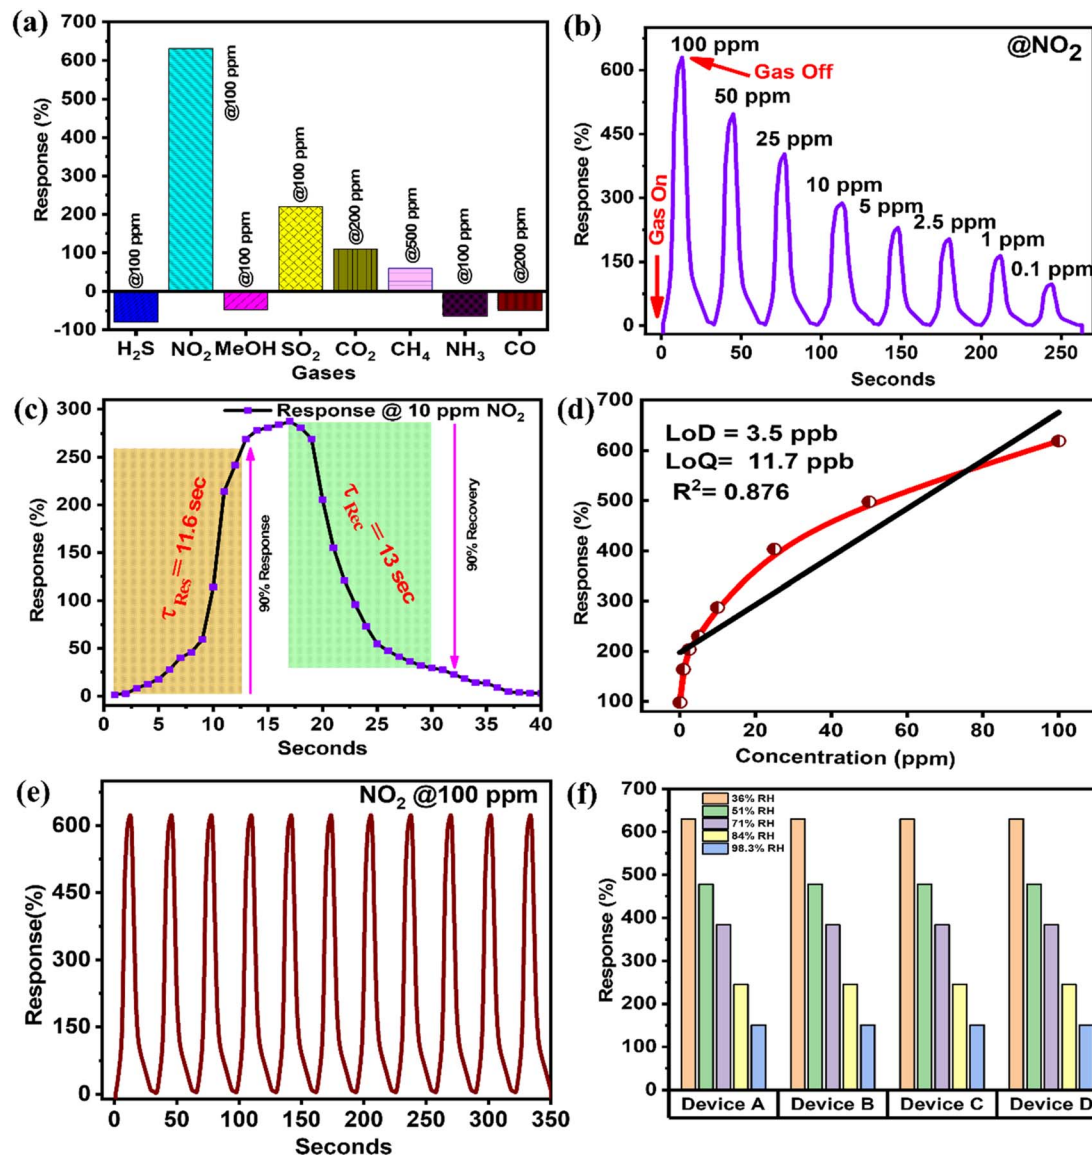 (a)
700
600
500
400
300
200
100
0
-100
Response (%)
@100 ppm
@100 ppm
@100 ppm
@100 ppm
@200 ppm
@500 ppm
@100 ppm
@200 ppm
H₂S NO₂ MeOH SO₂ CO₂ CH₄ NH₃ CO
Gases
(b)
@NO₂
600
450
300
150
0
Response (%)
100 ppm
Gas Off
50 ppm
25 ppm
10 ppm
5 ppm
2.5 ppm
1 ppm
0.1 ppm
Gas On
0 50 100 150 200 250
Seconds
(c)
300
250
200
150
100
50
0
Response (%)
Response @ 10 ppm NO₂
τ Res = 11.6 sec
90% Response
τ Rec = 13 sec
90% Recovery
0 5 10 15 20 25 30 35 40
Seconds
(d)
700
600
500
400
300
200
100
Response (%)
LoD = 3.5 ppb
LoQ= 11.7 ppb
R²= 0.876
0 20 40 60 80 100
Concentration (ppm)
(e)
NO₂ @100 ppm
600
450
300
150
0
Response(%)
0 50 100 150 200 250 300 350
Seconds
(f)
700
600
500
400
300
200
100
0
Response (%)
36% RH
51% RH
71% RH
84% RH
98.3% RH
Device A Device B Device C Device D